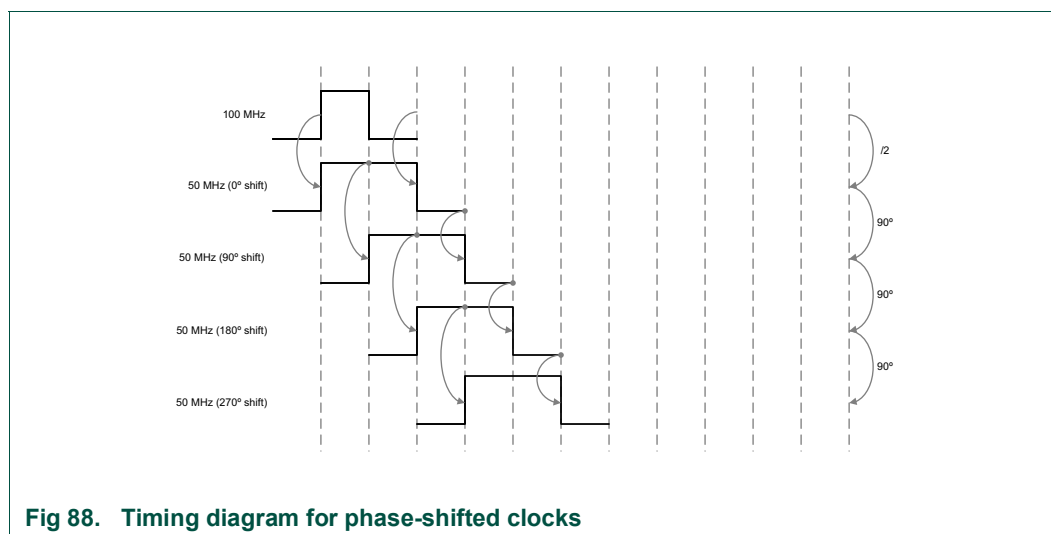 100 MHz
/2
50 MHz (0º shift)
90º
50 MHz (90º shift)
90º
50 MHz (180º shift)
90º
50 MHz (270º shift)
Fig 88. Timing diagram for phase-shifted clocks